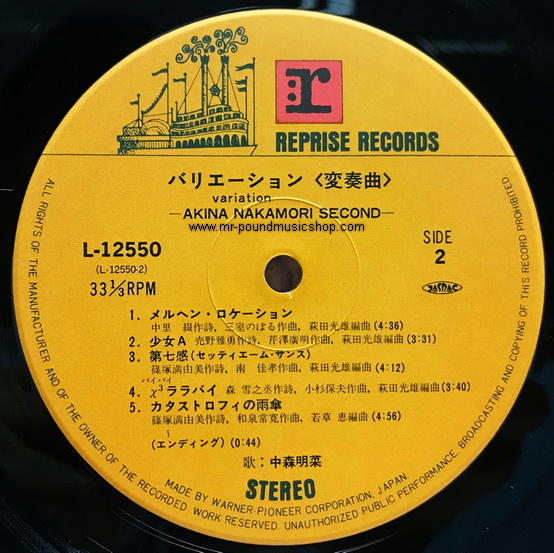 r
REPRISE RECORDS
バリエーション〈変奏曲〉
variation
—AKINA NAKAMORI SECOND—
www.mr-poundmusicshop.com
L-12550
(L-12550-2)
33 1/3 RPM
SIDE
2
JASRAC
1. メルヘン・ロケーション
中里 綴作詩, 三室のぼる作曲, 萩田光雄編曲(4:36)
2. 少女A 売野雅勇作詩, 芹澤廣明作曲, 萩田光雄編曲(3:31)
3. 第七感(セッティエーム・サンス)
篠塚満由美作詩, 南 佳孝作曲, 萩田光雄編曲(4:12)
バイバイ
4. χ³ララバイ 森 雪之丞作詩, 小杉保夫作曲, 萩田光雄編曲(3:40)
5. カタストロフィの雨傘
篠塚満由美作詩, 和泉常寛作曲, 若草 恵編曲(4:56)
(エンディング)(0:44)
歌:中森明菜
STEREO
MADE BY WARNER-PIONEER CORPORATION, JAPAN.
ALL RIGHTS OF THE MANUFACTURER AND OF THE OWNER OF THE RECORDED WORK RESERVED. UNAUTHORIZED PUBLIC PERFORMANCE, BROADCASTING AND COPYING OF THIS RECORD PROHIBITED.